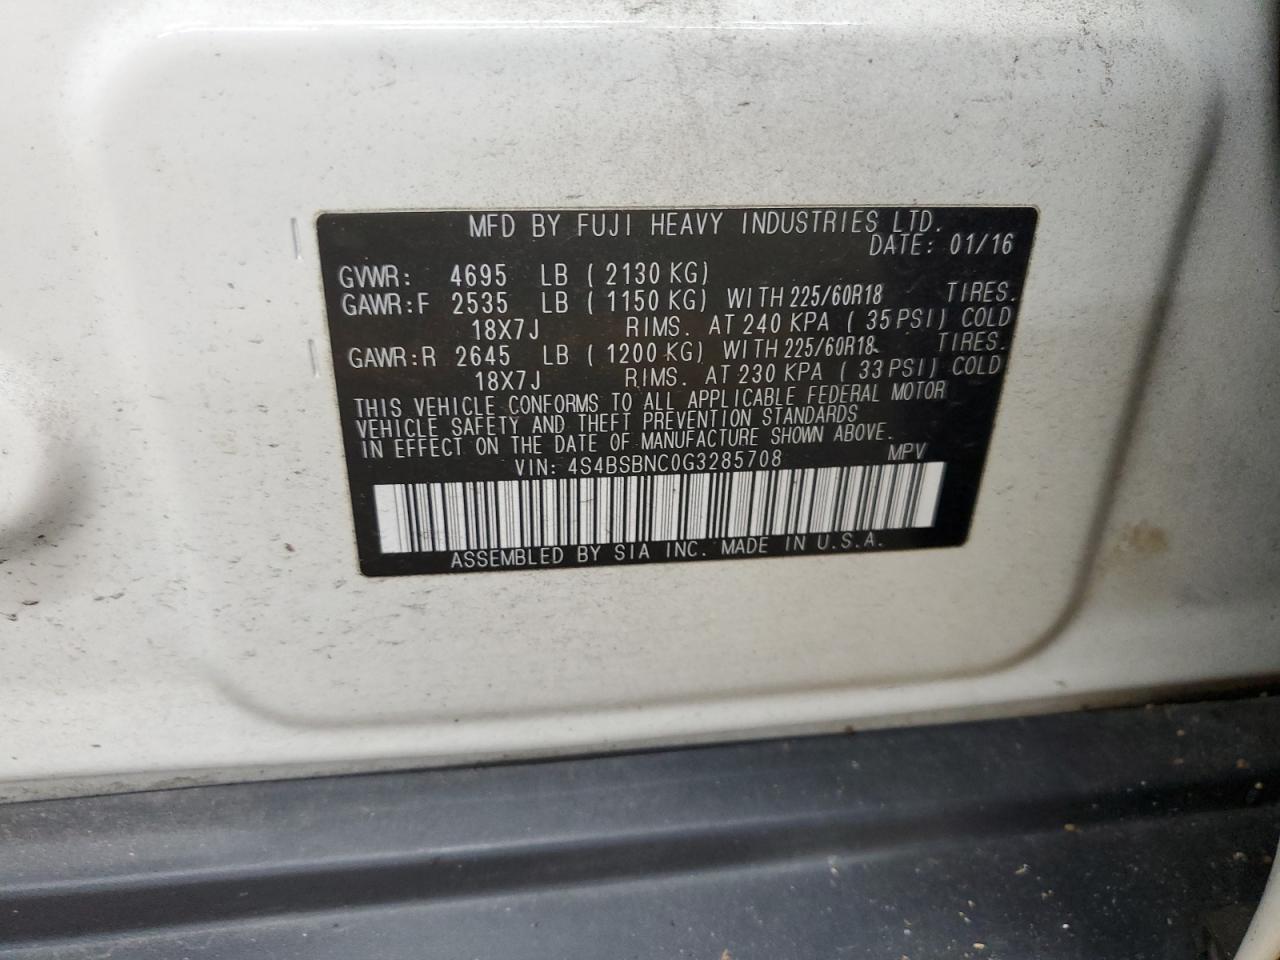 MFD BY FUJI HEAVY INDUSTRIES LTD.
DATE: 01/16
GVWR: 4695 LB ( 2130 KG)
GAWR:F 2535 LB ( 1150 KG) WITH 225/60R18 TIRES.
18X7J RIMS. AT 240 KPA ( 35 PSI) COLD
GAWR:R 2645 LB ( 1200 KG) WITH 225/60R18 TIRES.
18X7J RIMS. AT 230 KPA ( 33 PSI) COLD
THIS VEHICLE CONFORMS TO ALL APPLICABLE FEDERAL MOTOR
VEHICLE SAFETY AND THEFT PREVENTION STANDARDS
IN EFFECT ON THE DATE OF MANUFACTURE SHOWN ABOVE.
VIN: 4S4BSBNC0G3285708 MPV
ASSEMBLED BY SIA INC. MADE IN U.S.A.